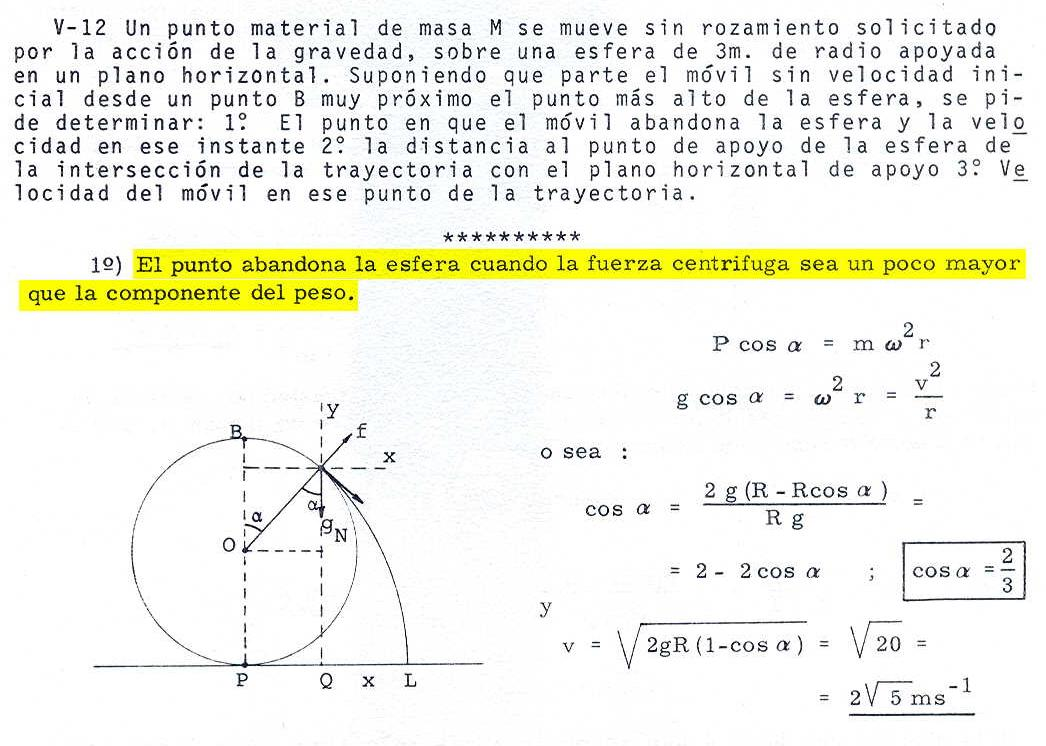 V-12 Un punto material de masa M se mueve sin rozamiento solicitado
por la acción de la gravedad, sobre una esfera de 3m. de radio apoyada
en un plano horizontal. Suponiendo que parte el móvil sin velocidad ini-
cial desde un punto B muy próximo el punto más alto de la esfera, se pi-
de determinar: 1º El punto en que el móvil abandona la esfera y la velo
cidad en ese instante 2º la distancia al punto de apoyo de la esfera de
la intersección de la trayectoria con el plano horizontal de apoyo 3º Ve
locidad del móvil en ese punto de la trayectoria.
**********
1º) El punto abandona la esfera cuando la fuerza centrifuga sea un poco mayor
que la componente del peso.
P cos α = m ω² r
g cos α = ω² r = v²/r
o sea :
cos α = 2 g (R - Rcos α) / R g =
= 2 - 2 cos α ; cos α = 2/3
y
v = √2gR (1-cos α) = √20 =
= 2√5 ms⁻¹
y
B
f
x
α
α
g N
O
P Q x L